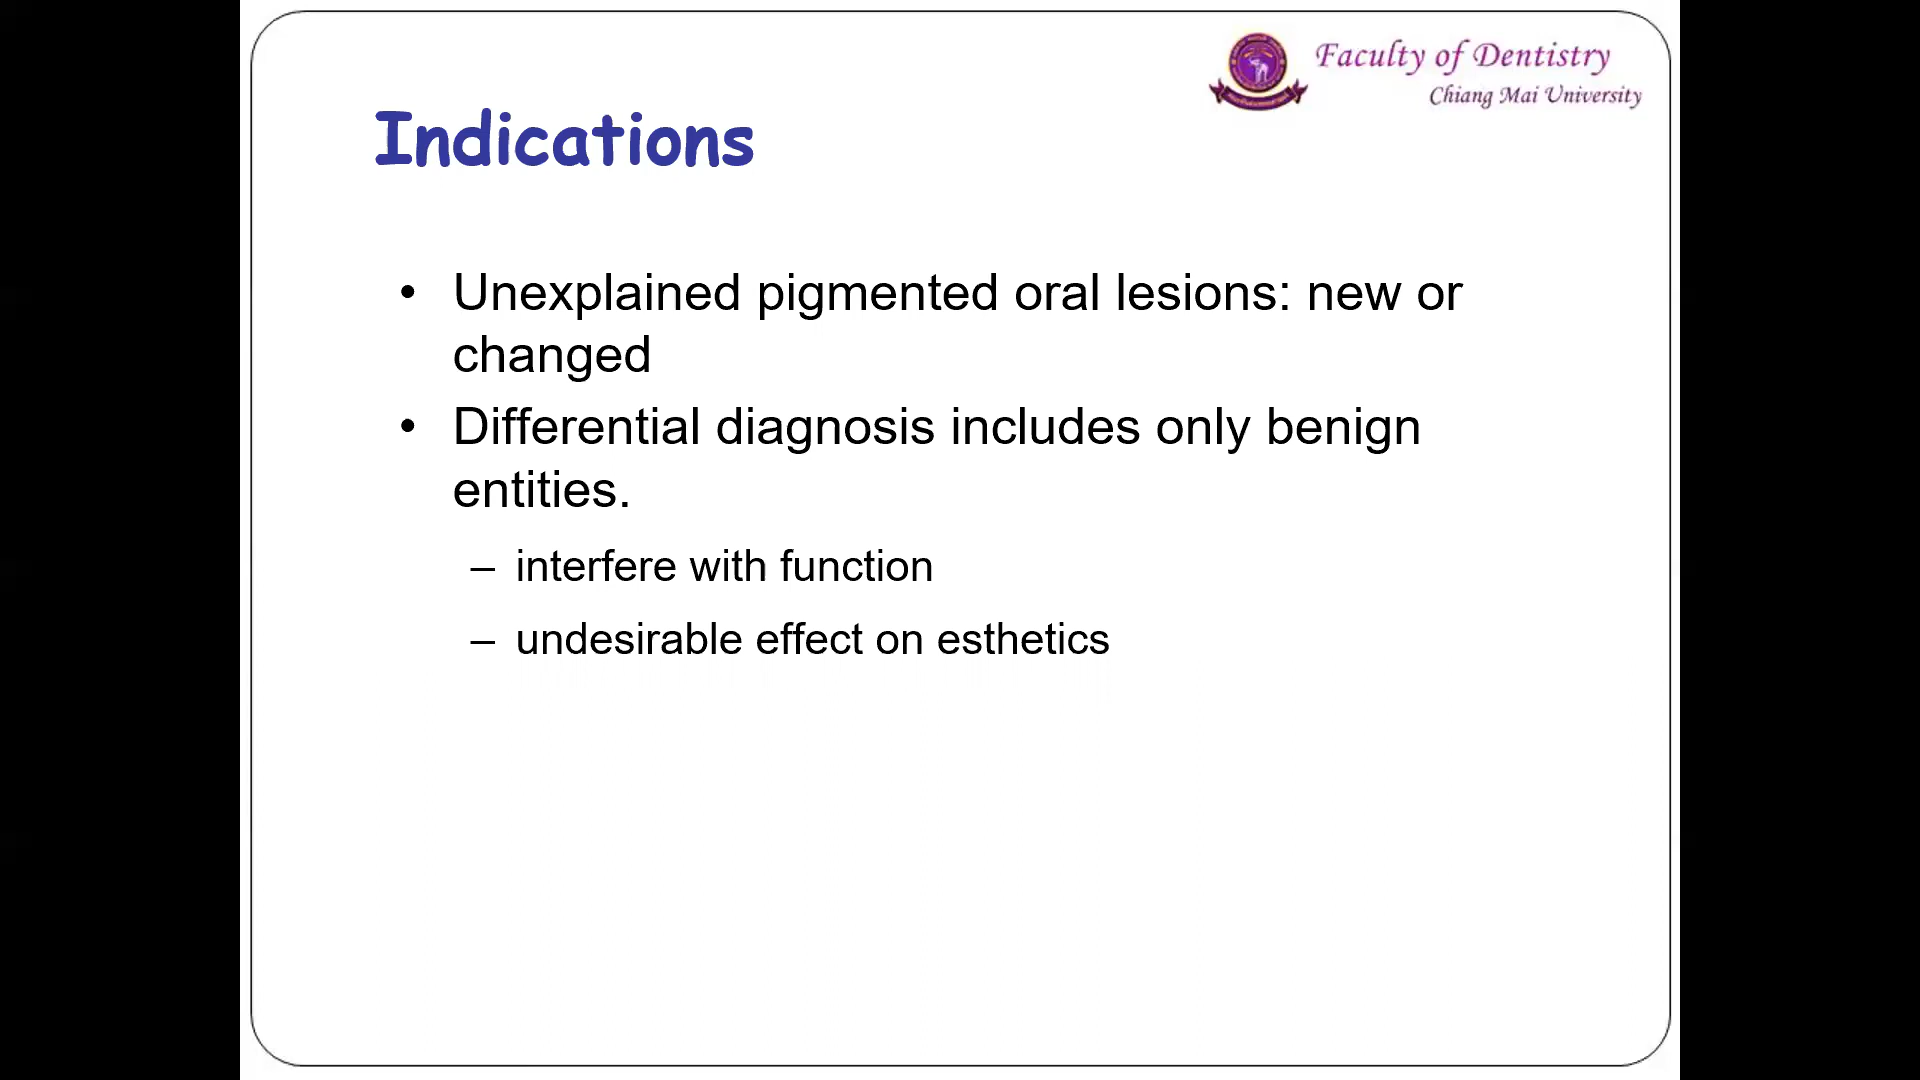 Faculty of Dentistry
Chiang Mai University
Indications
• Unexplained pigmented oral lesions: new or
changed
• Differential diagnosis includes only benign
entities.
– interfere with function
– undesirable effect on esthetics